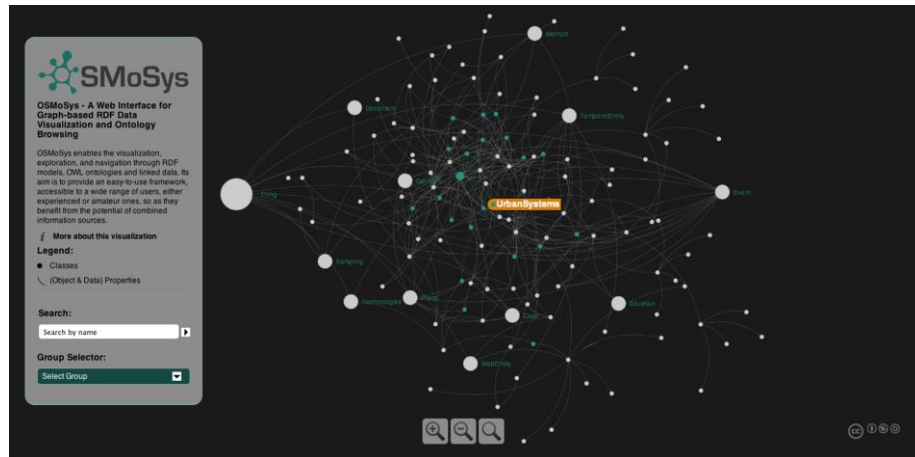 SMoSys
OSMoSys - A Web Interface for
Graph-based RDF Data
Visualization and Ontology
Browsing
OSMoSys enables the visualization,
exploration, and navigation through RDF
models, OWL ontologies and linked data. Its
aim is to provide an easy-to-use framework,
accessible to a wide range of users, either
experienced or amateur ones, so as they
benefit from the potential of combined
information sources.
i More about this visualization
Legend:
Classes
(Object & Data) Properties
Search:
Search by name
Group Selector:
Select Group
Method
Document
TemporalEntity
Thing
Event
UrbanSystems
Sampling
Technologies
Place
Situation
WebEntity
cc